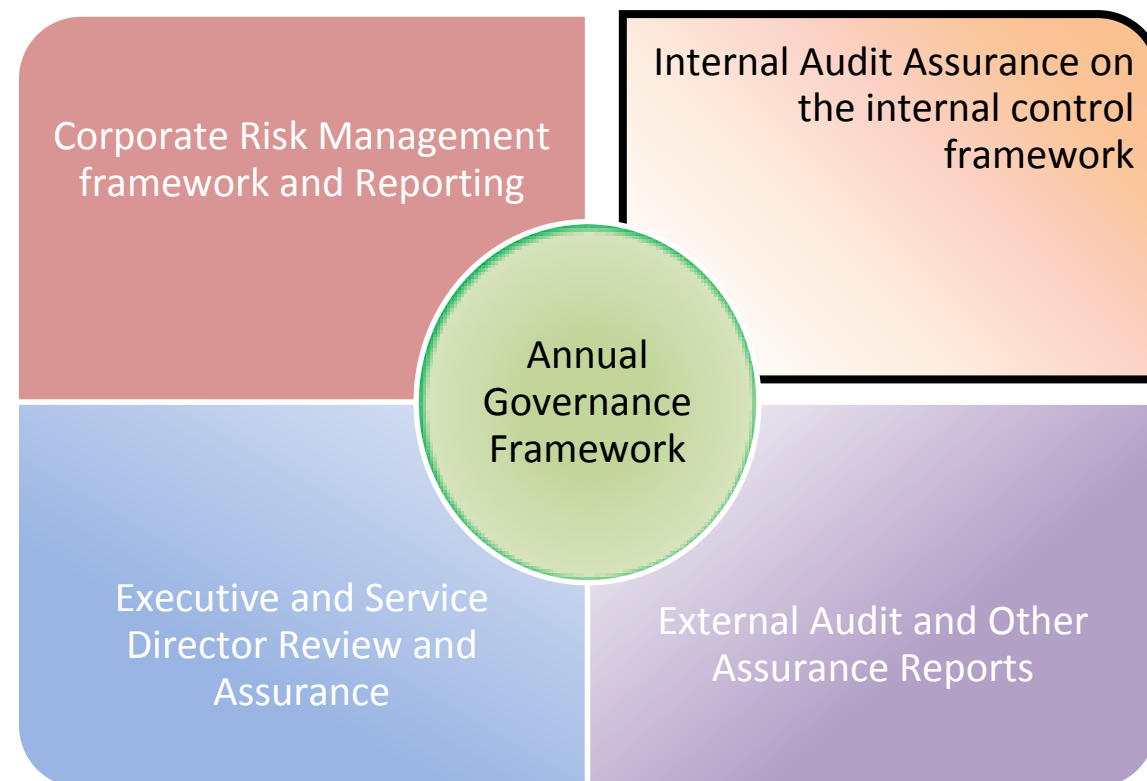 Corporate Risk Management
framework and Reporting
Internal Audit Assurance on
the internal control
framework
Annual
Governance
Framework
Executive and Service
Director Review and
Assurance
External Audit and Other
Assurance Reports